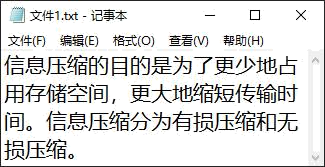 文件1.txt - 记事本
文件(F) 编辑(E) 格式(O) 查看(V) 帮助(H)
信息压缩的目的是为了更少地占
用存储空间，更大地缩短传输时
间。信息压缩分为有损压缩和无
损压缩。